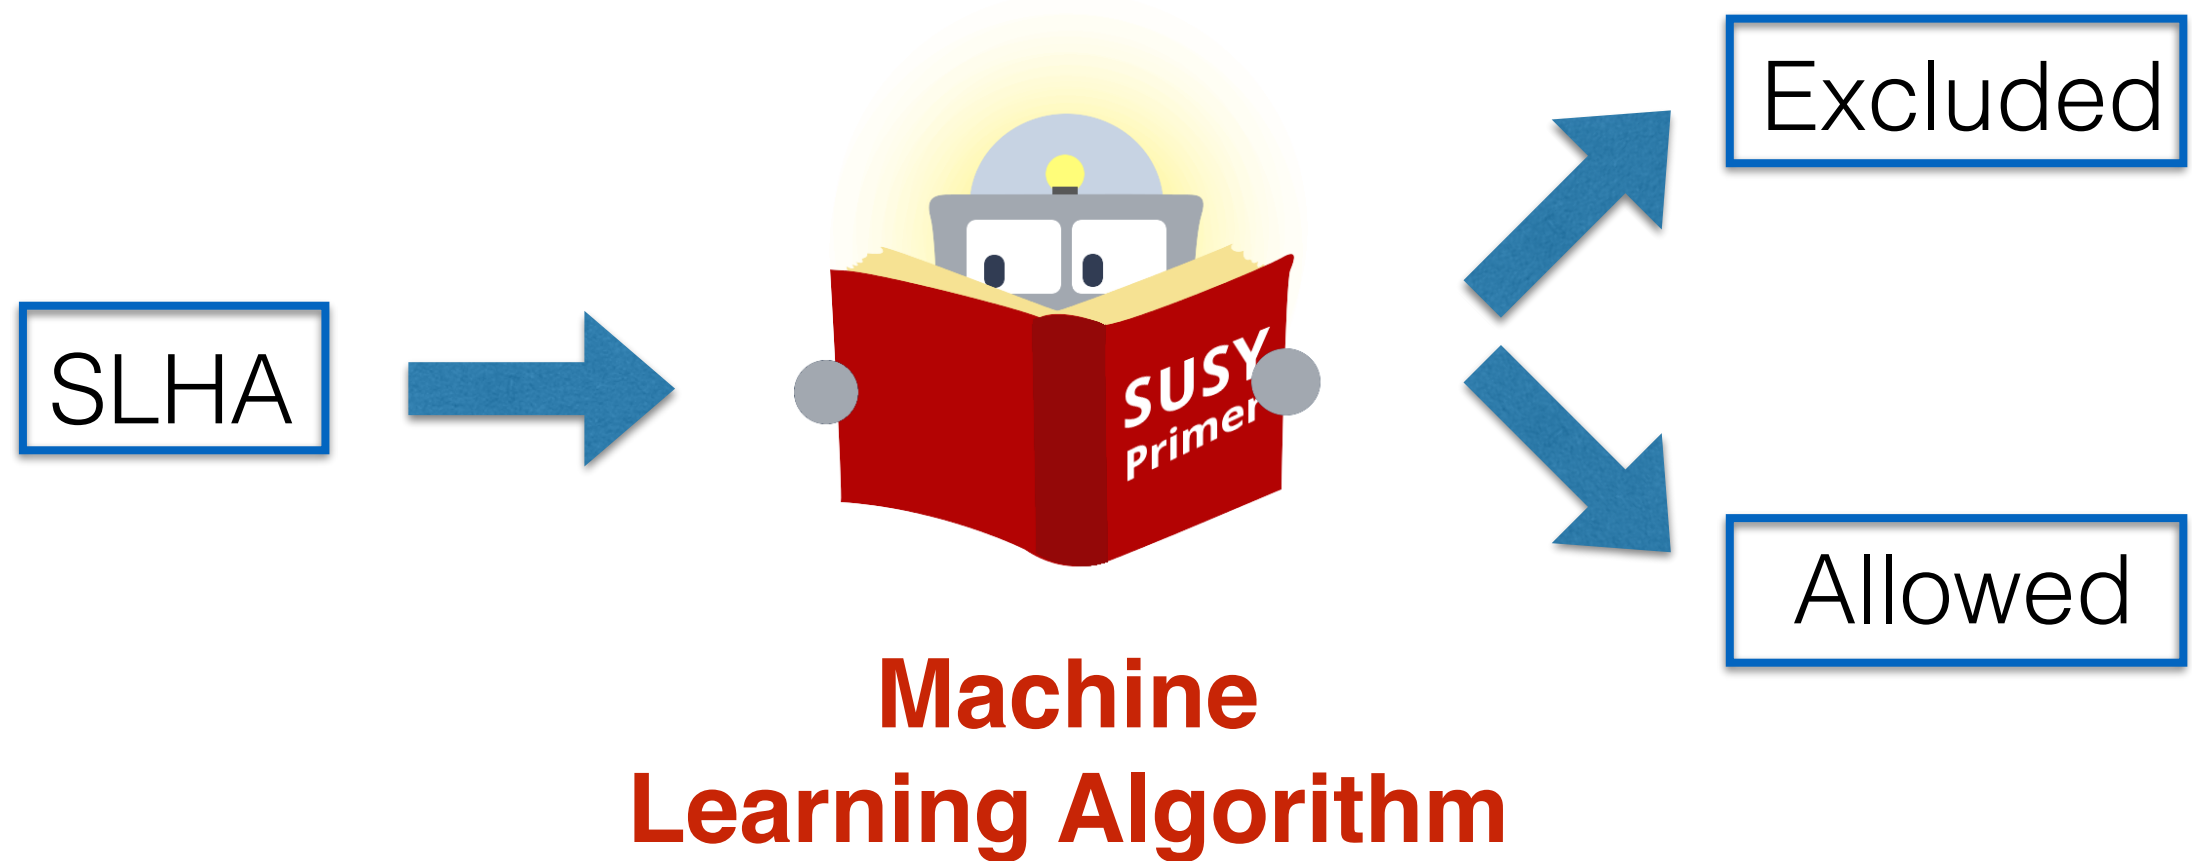 SLHA
SUSY
Primer
Machine
Learning Algorithm
Excluded
Allowed